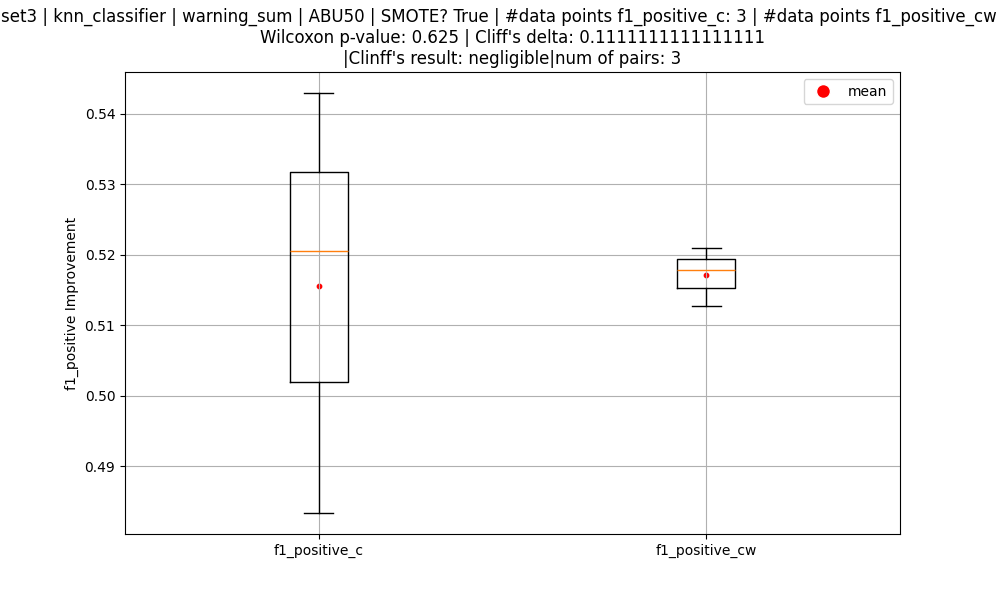 set3 | knn_classifier | warning_sum | ABU50 | SMOTE? True | #data points f1_positive_c: 3 | #data points f1_positive_cw
Wilcoxon p-value: 0.625 | Cliff's delta: 0.1111111111111111
|Clinff's result: negligible|num of pairs: 3
mean
0.54
0.53
0.52
0.51
0.50
0.49
f1_positive Improvement
f1_positive_c
f1_positive_cw